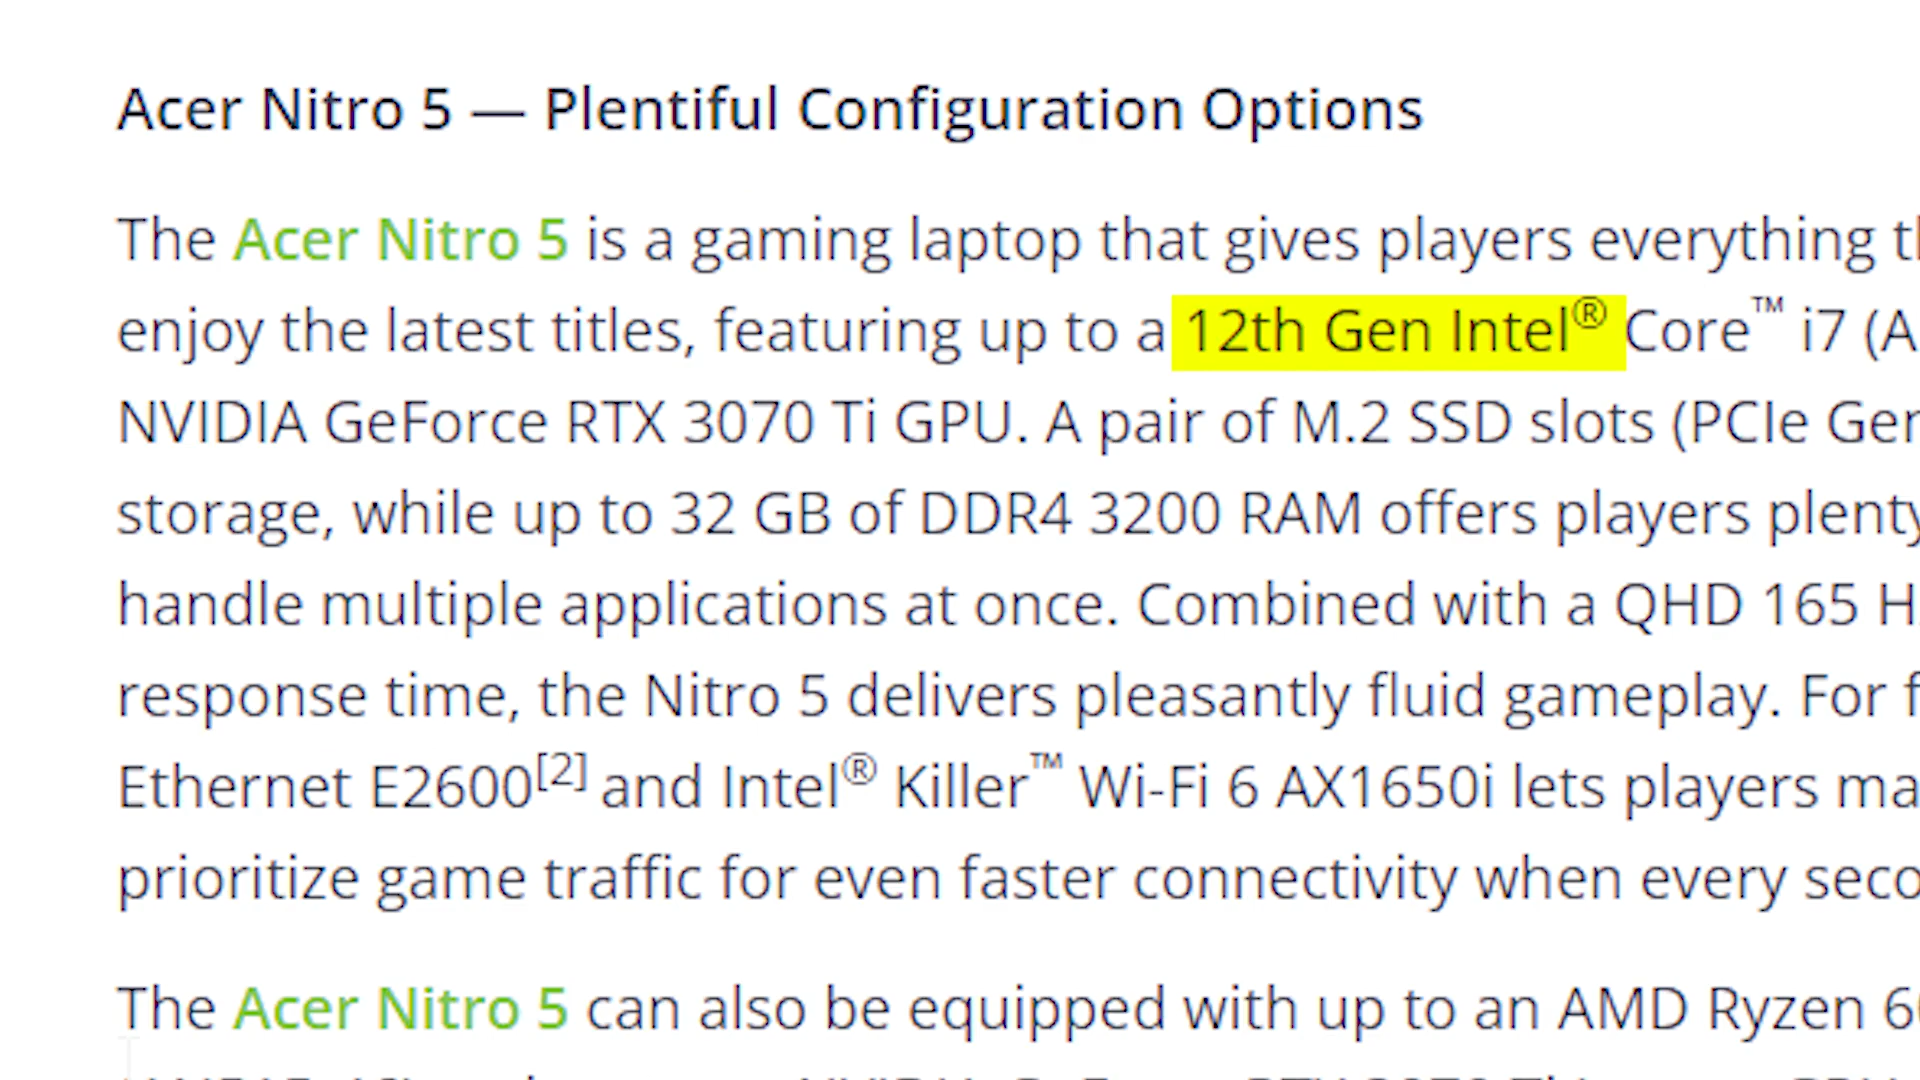 Acer Nitro 5 — Plentiful Configuration Options
The Acer Nitro 5 is a gaming laptop that gives players everything
enjoy the latest titles, featuring up to a 12th Gen Intel® Core™ i7 (A
NVIDIA GeForce RTX 3070 Ti GPU. A pair of M.2 SSD slots (PCIe Gen
storage, while up to 32 GB of DDR4 3200 RAM offers players plenty
handle multiple applications at once. Combined with a QHD 165 H
response time, the Nitro 5 delivers pleasantly fluid gameplay. For f
Ethernet E2600[2] and Intel® Killer™ Wi-Fi 6 AX1650i lets players ma
prioritize game traffic for even faster connectivity when every seco
The Acer Nitro 5 can also be equipped with up to an AMD Ryzen 6